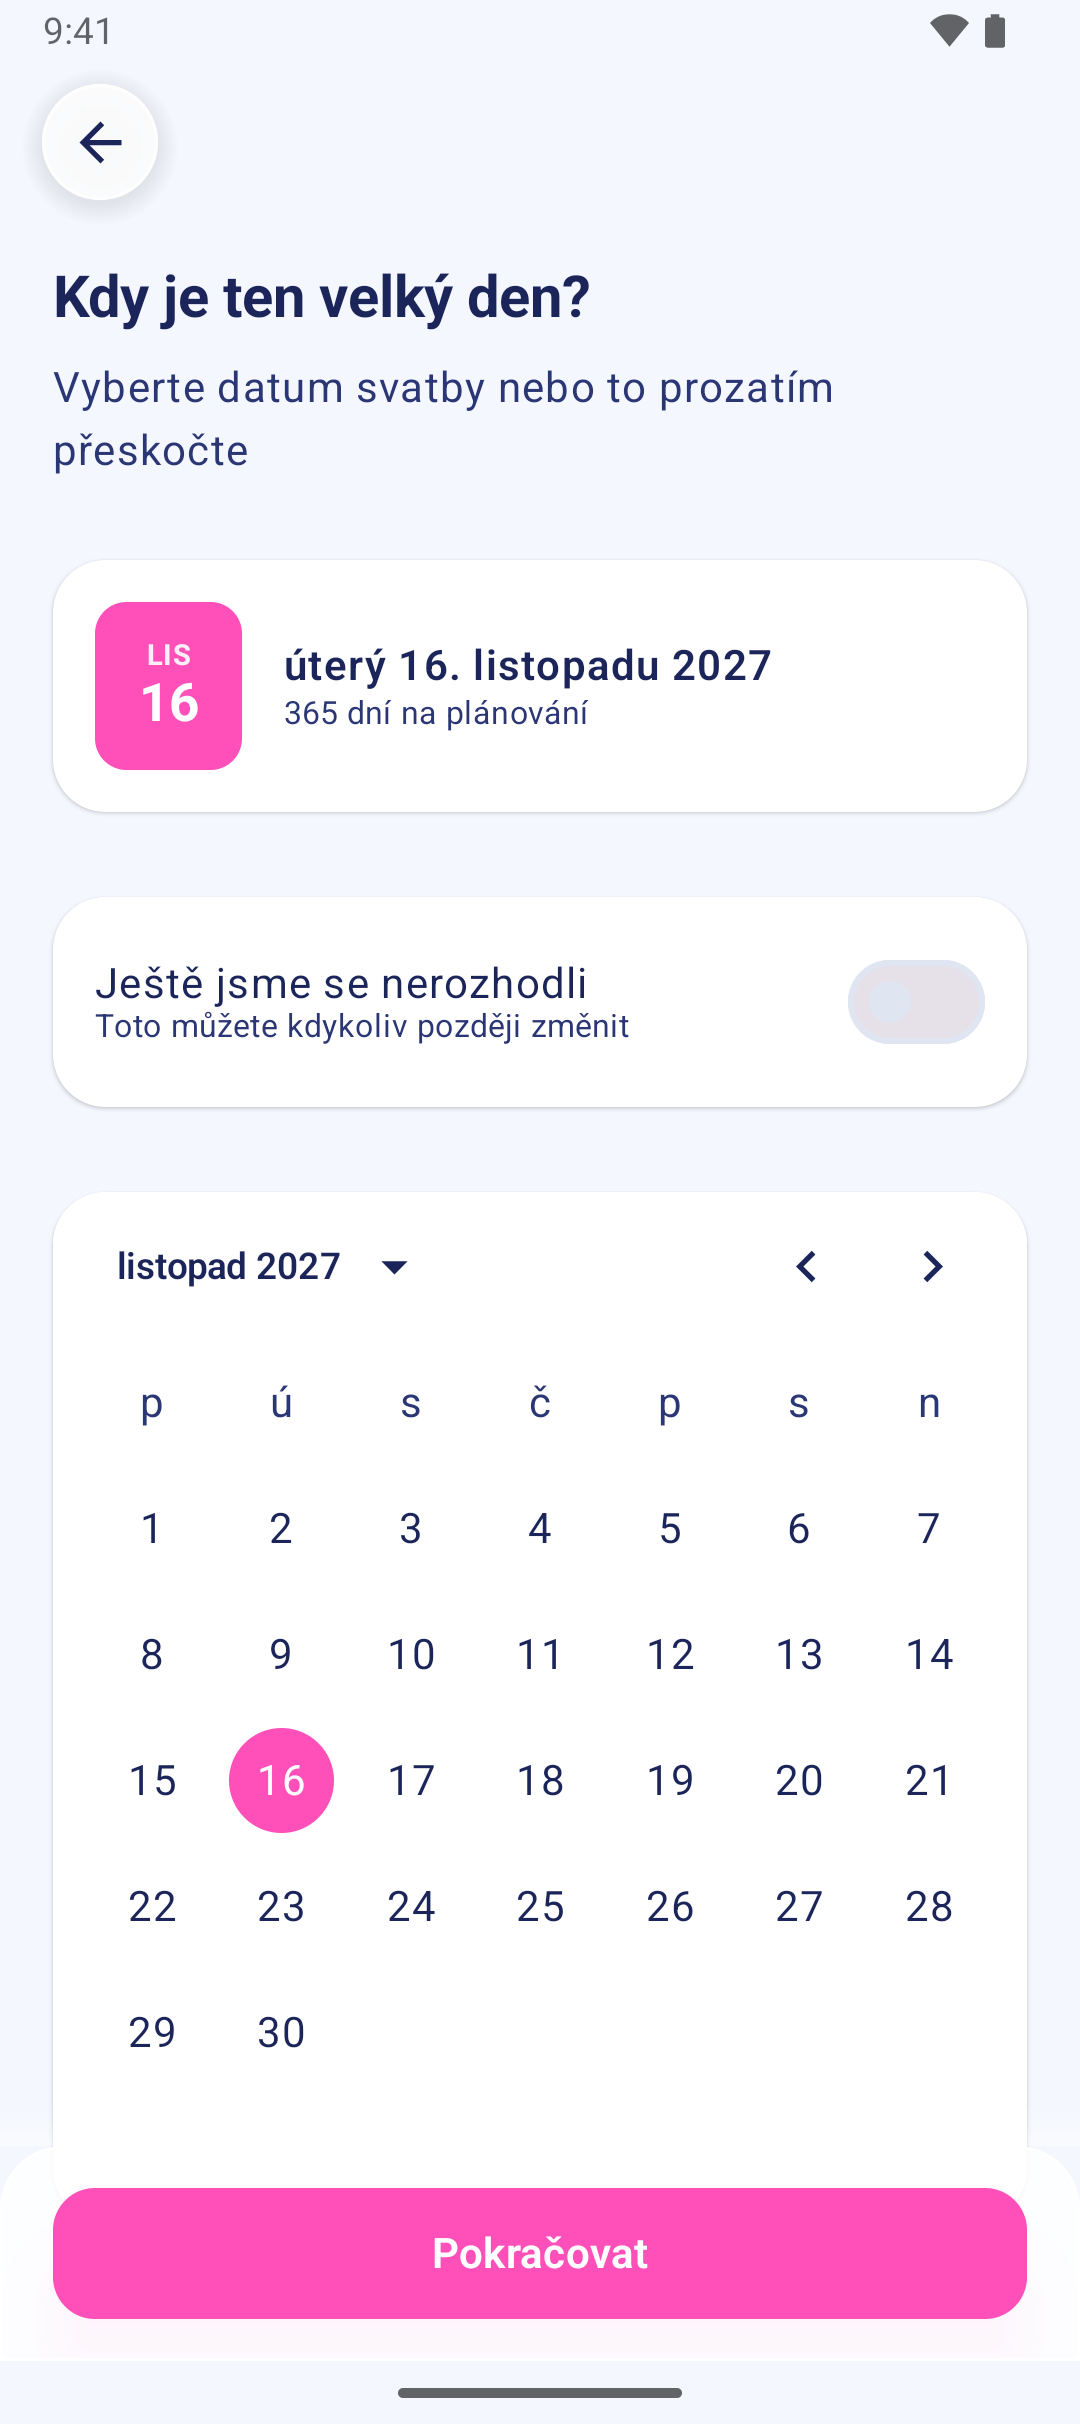 9:41
Kdy je ten velký den?
Vyberte datum svatby nebo to prozatím
přeskočte
LIS
16
úterý 16. listopadu 2027
365 dní na plánování
Ještě jsme se nerozhodli
Toto můžete kdykoliv později změnit
listopad 2027
p ú s č p s n
1 2 3 4 5 6 7
8 9 10 11 12 13 14
15 16 17 18 19 20 21
22 23 24 25 26 27 28
29 30
Pokračovat